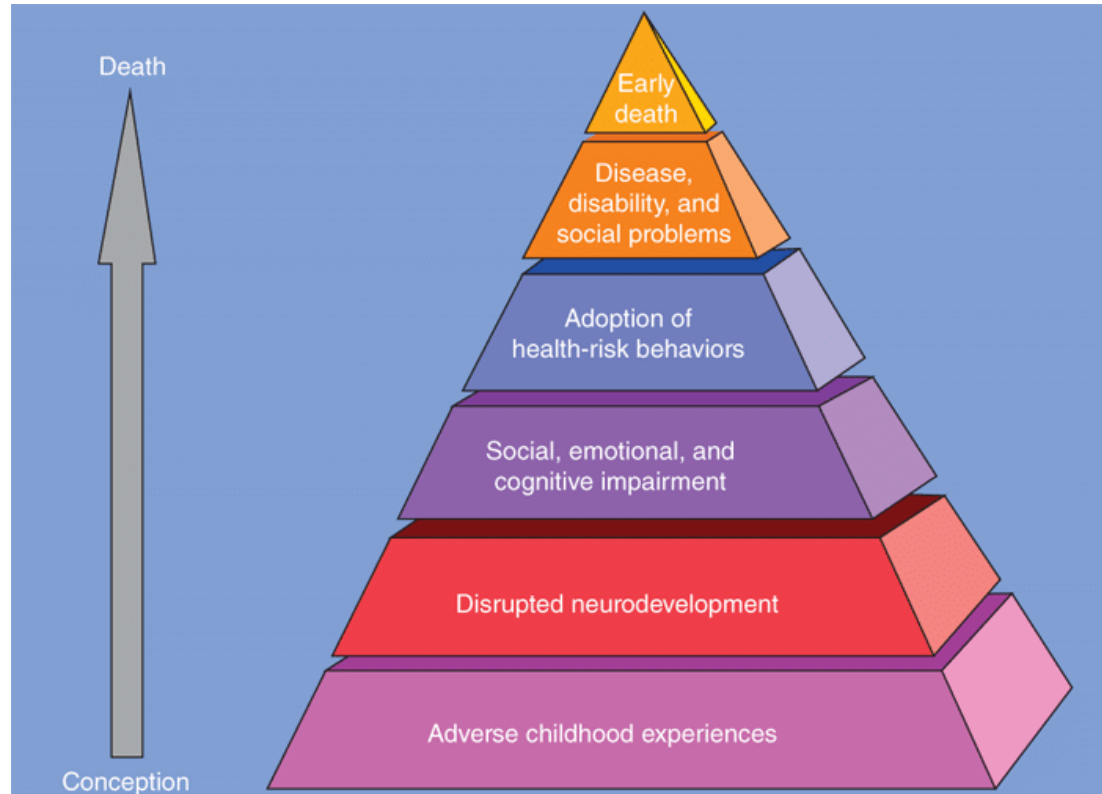 Death
Early
death
Disease,
disability, and
social problems
Adoption of
health-risk behaviors
Social, emotional, and
cognitive impairment
Disrupted neurodevelopment
Adverse childhood experiences
Conception